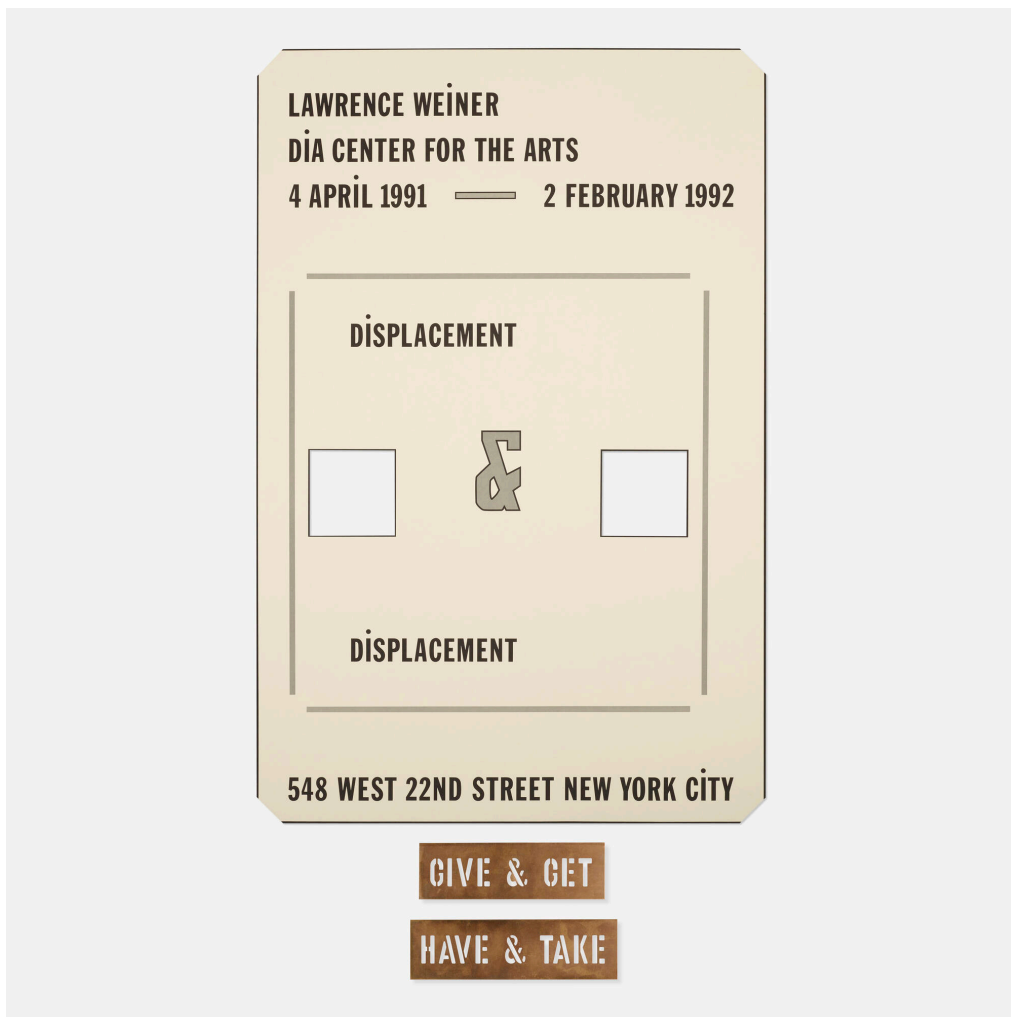 LAWRENCE WEiNER
DiA CENTER FOR THE ARTS
4 APRiL 1991 — 2 FEBRUARY 1992
DiSPLACEMENT
&
DiSPLACEMENT
548 WEST 22ND STREET NEW YORK CiTY
GIVE & GET
HAVE & TAKE